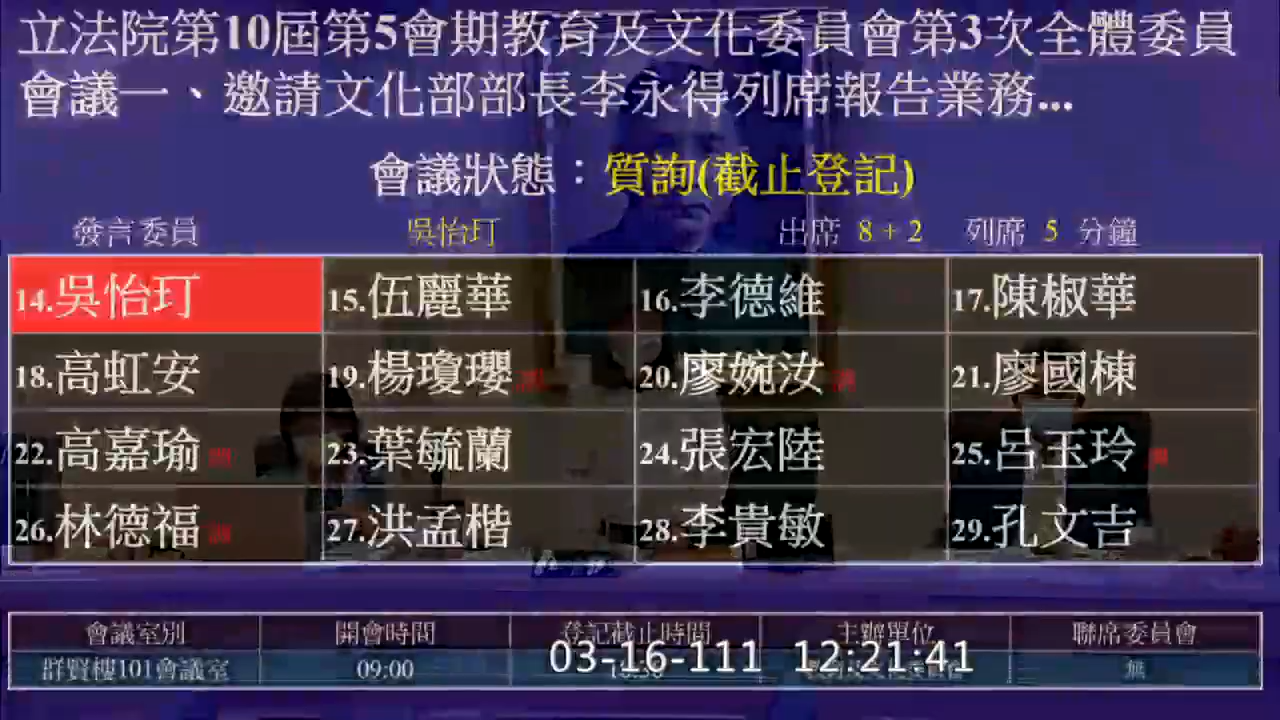 立法院第10屆第5會期教育及文化委員會第3次全體委員
會議一、邀請文化部部長李永得列席報告業務...
會議狀態：質詢(截止登記)
發言委員 吳怡玎 出席 8 + 2 列席 5 分鐘
14.吳怡玎 15.伍麗華 16.李德維 17.陳椒華
18.高虹安 19.楊瓊瓔 20.廖婉汝 21.廖國棟
22.高嘉瑜 23.葉毓蘭 24.張宏陸 25.呂玉玲
26.林德福 27.洪孟楷 28.李貴敏 29.孔文吉
會議室別 開會時間 登記截止時間 主辦單位 聯席委員會
群賢樓101會議室 09:00 無
03-16-111 12:21:41